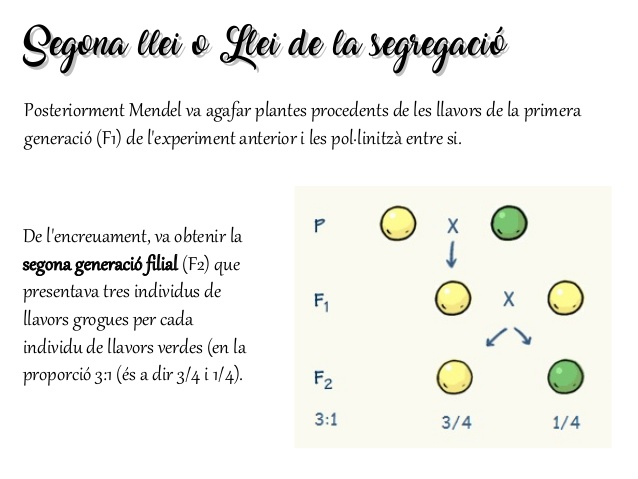 Segona llei o Llei de la segregació
Posteriorment Mendel va agafar plantes procedents de les llavors de la primera
generació (F1) de l'experiment anterior i les pol·linitzà entre si.
De l'encreuament, va obtenir la
segona generació filial (F2) que
presentava tres individus de
llavors grogues per cada
individu de llavors verdes (en la
proporció 3:1 (és a dir 3/4 i 1/4).
P X
F1 X
F2
3:1 3/4 1/4